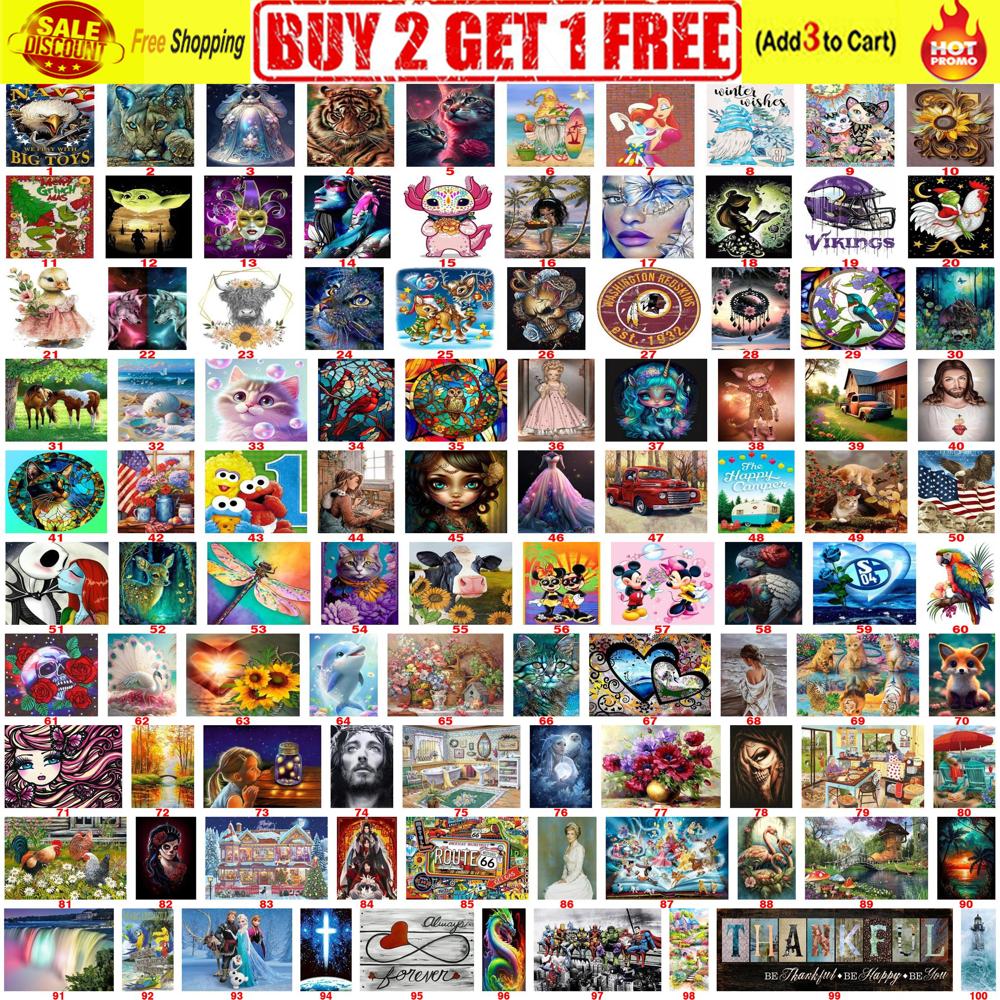 SALE
DISCOUNT
Free Shopping
BUY 2 GET 1 FREE
(Add 3 to Cart)
HOT
PROMO
NAVY
WE PLAY WITH
BIG TOYS
winter
wishes
1 2 3 4 5 6 7 8 9 10
GRINCH
MAS
VIKINGS
11 12 13 14 15 16 17 18 19 20
WASHINGTON REDSKINS
EST. 1932
21 22 23 24 25 26 27 28 29 30
31 32 33 34 35 36 37 38 39 40
1
The
Happy
Camper
41 42 43 44 45 46 47 48 49 50
S
04
51 52 53 54 55 56 57 58 59 60
61 62 63 64 65 66 67 68 69 70
71 72 73 74 75 76 77 78 79 80
ROUTE
66
81 82 83 84 85 86 87 88 89 80
Always
forever
THANKFUL
BE Thankful • BE Happy • BE You
91 92 93 94 95 96 97 98 99 100